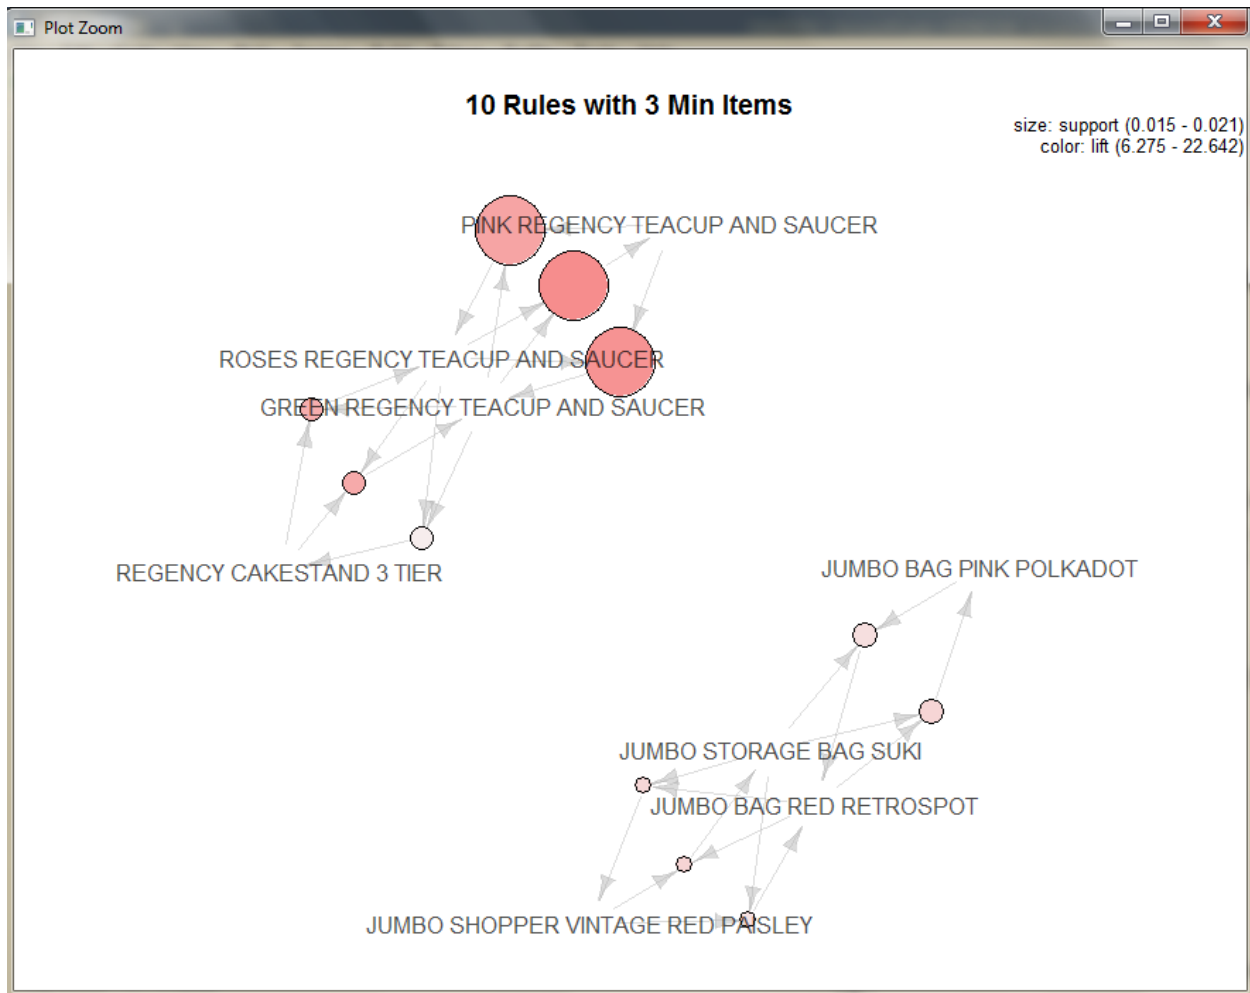 Plot Zoom
10 Rules with 3 Min Items
size: support (0.015 - 0.021)
color: lift (6.275 - 22.642)
PINK REGENCY TEACUP AND SAUCER
ROSES REGENCY TEACUP AND SAUCER
GREEN REGENCY TEACUP AND SAUCER
REGENCY CAKESTAND 3 TIER
JUMBO BAG PINK POLKADOT
JUMBO STORAGE BAG SUKI
JUMBO BAG RED RETROSPOT
JUMBO SHOPPER VINTAGE RED PAISLEY